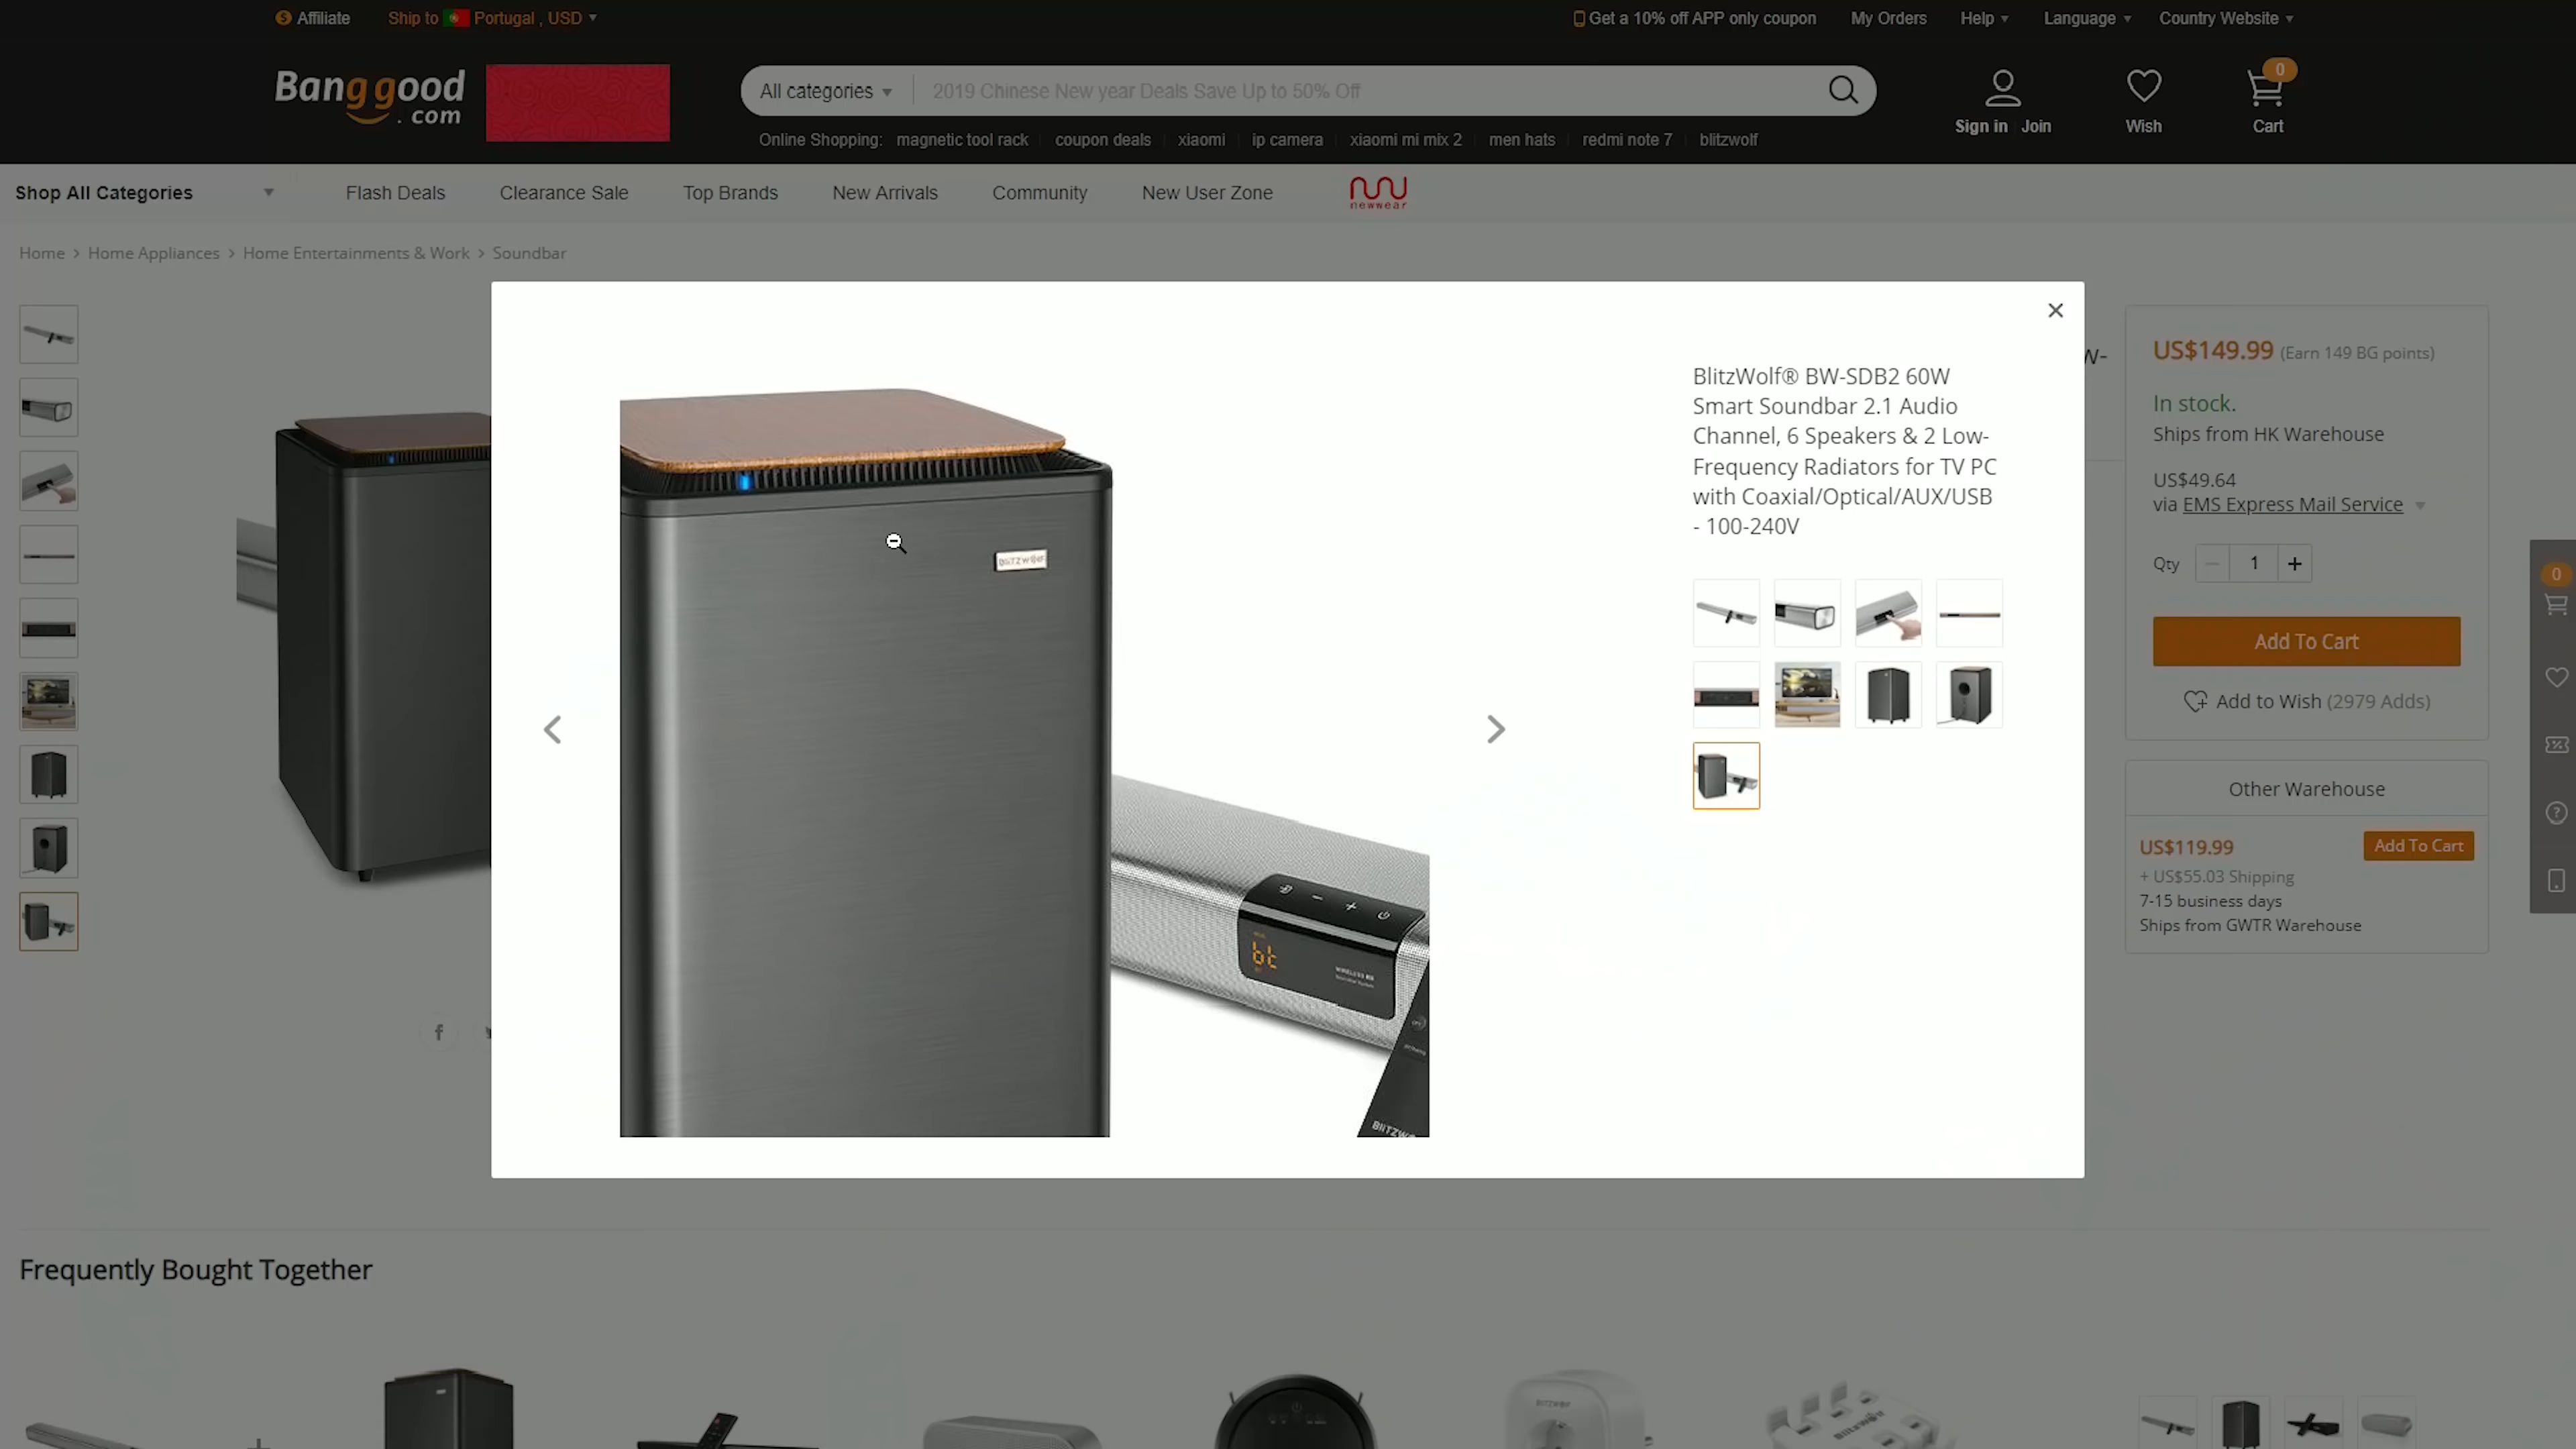 Affiliate
Ship to Portugal , USD
Get a 10% off APP only coupon
My Orders
Help
Language
Country Website
Banggood
.com
All categories
2019 Chinese New year Deals Save Up to 50% Off
0
Sign in Join
Wish
Cart
Online Shopping: magnetic tool rack coupon deals xiaomi ip camera xiaomi mi mix 2 men hats redmi note 7 blitzwolf
Shop All Categories
Flash Deals
Clearance Sale
Top Brands
New Arrivals
Community
New User Zone
newwear
Home > Home Appliances > Home Entertainments & Work > Soundbar
BlitzWolf® BW-SDB2 60W
Smart Soundbar 2.1 Audio
Channel, 6 Speakers & 2 Low-
Frequency Radiators for TV PC
with Coaxial/Optical/AUX/USB
- 100-240V
BLITZWOLF
bt
BLITZW
W-
US$149.99 (Earn 149 BG points)
In stock.
Ships from HK Warehouse
US$49.64
via EMS Express Mail Service
Qty
1
Add To Cart
Add to Wish (2979 Adds)
Other Warehouse
US$119.99
Add To Cart
+ US$55.03 Shipping
7-15 business days
Ships from GWTR Warehouse
0
Frequently Bought Together
BLITZWOLF
BLITZWOLF